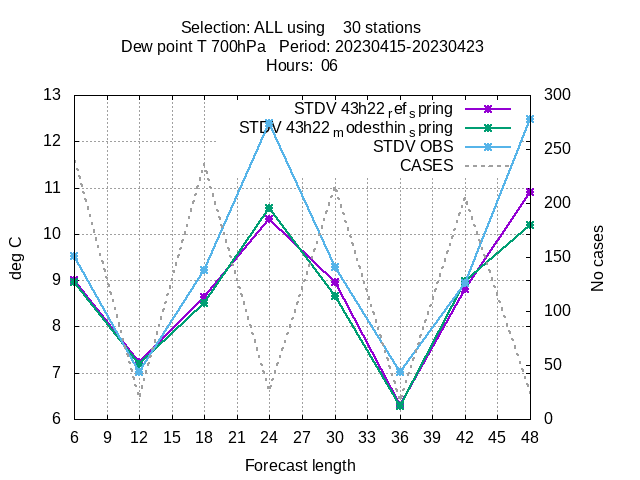 Selection: ALL using    30 stations
Dew point T 700hPa   Period: 20230415-20230423
Hours:  06
STDV 43h22_ref_spring
STDV 43h22_modesthin_spring
STDV OBS
CASES
13
12
11
10
9
8
7
6
deg C
300
250
200
150
100
50
0
No cases
6 9 12 15 18 21 24 27 30 33 36 39 42 45 48
Forecast length